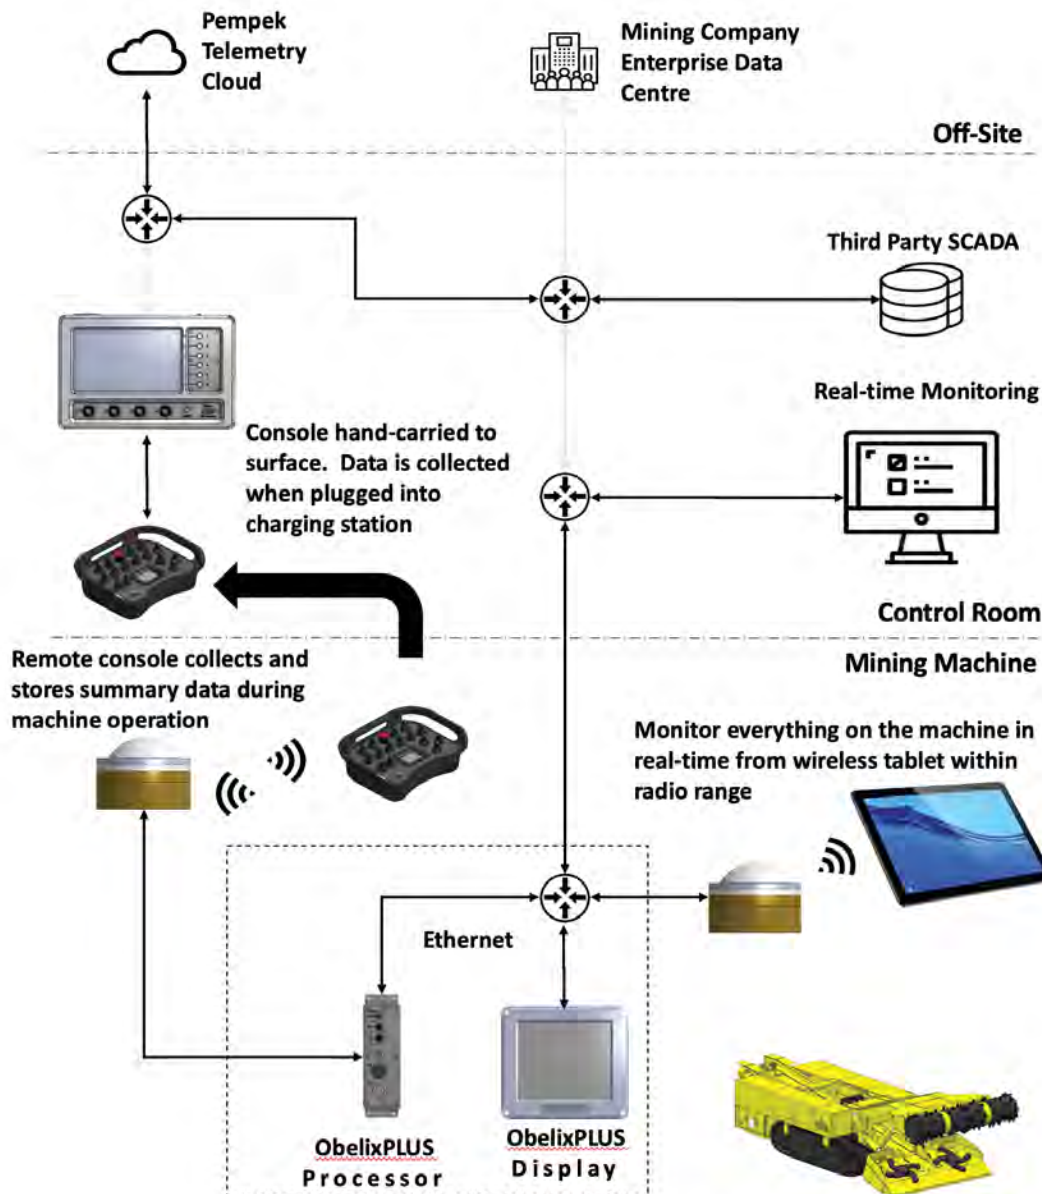 Pempek
Telemetry
Cloud
Mining Company
Enterprise Data
Centre
Off-Site
Third Party SCADA
Real-time Monitoring
Console hand-carried to
surface.  Data is collected
when plugged into
charging station
Control Room
Mining Machine
Remote console collects and
stores summary data during
machine operation
Monitor everything on the machine in
real-time from wireless tablet within
radio range
Ethernet
ObelixPLUS
Processor
ObelixPLUS
Display